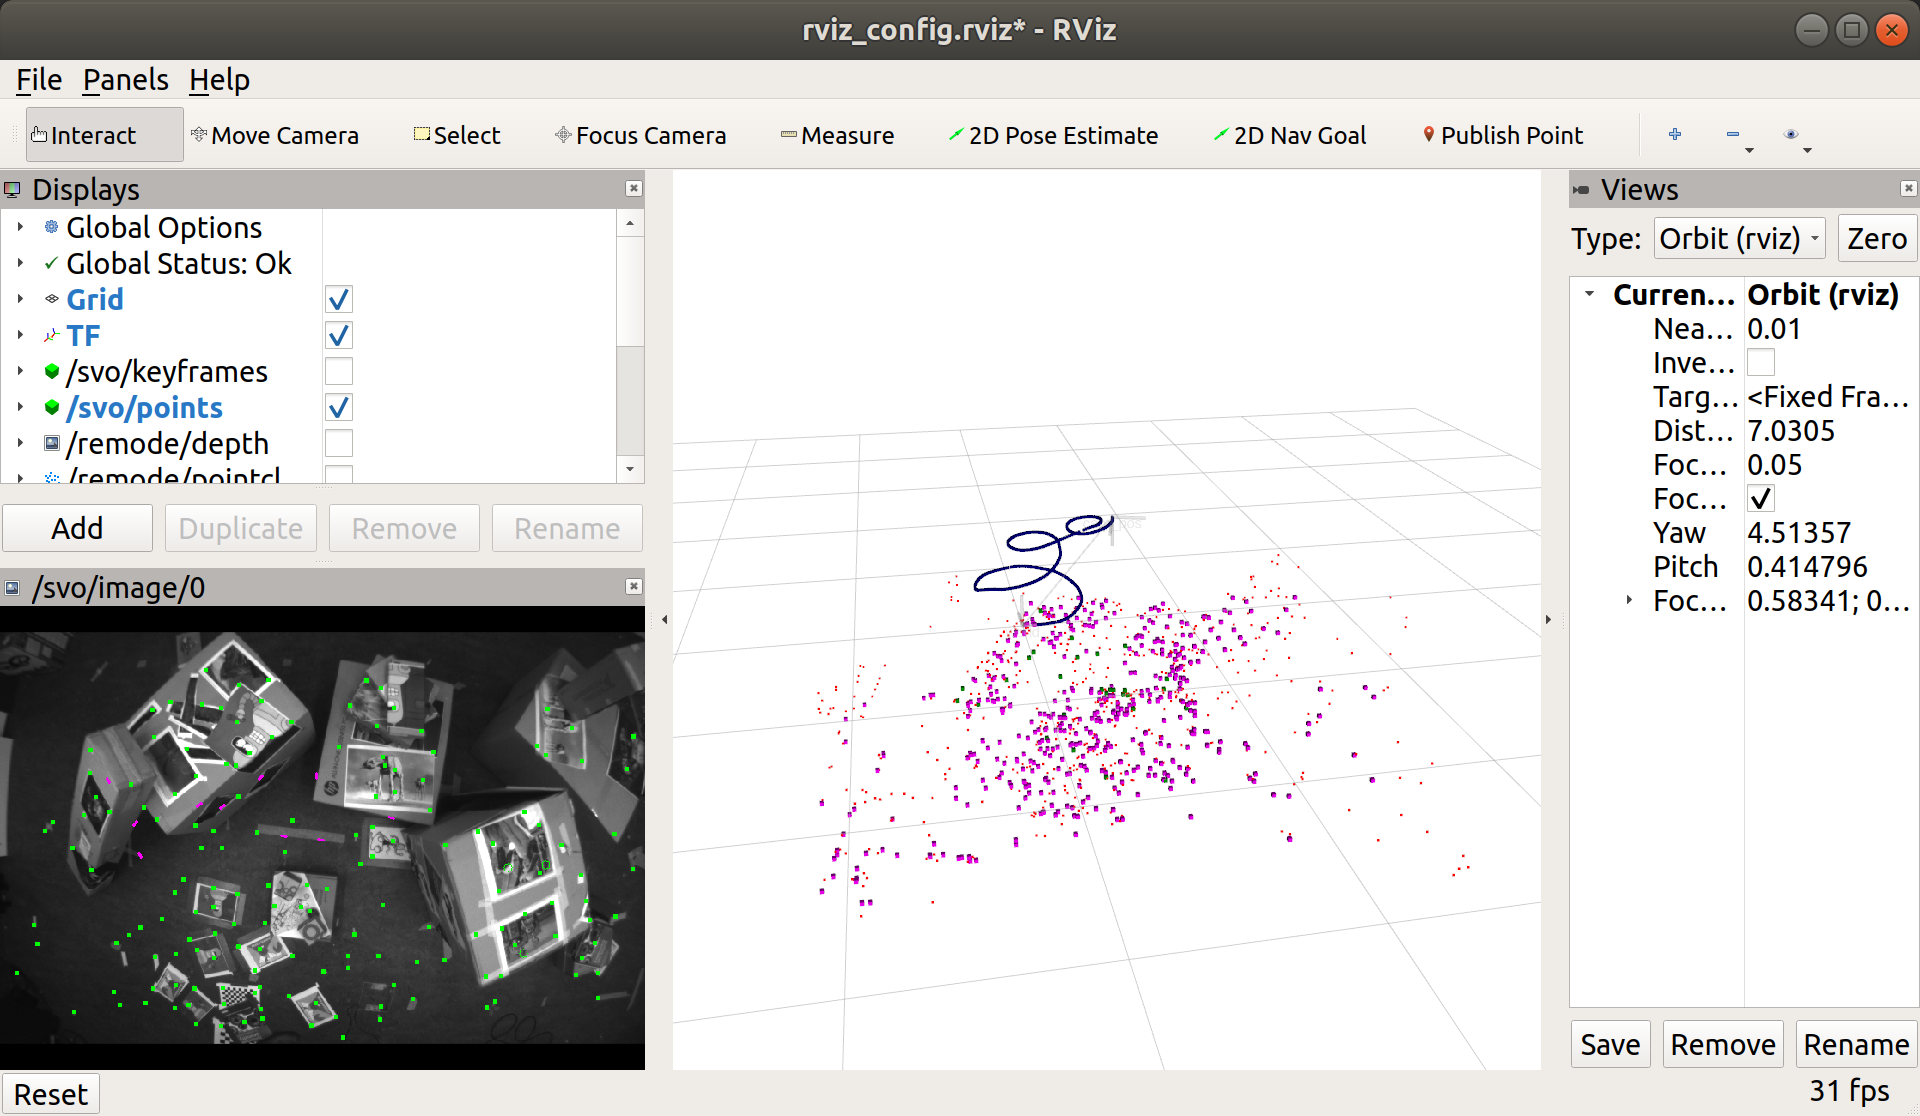 rviz_config.rviz* - RViz
File Panels Help
Interact Move Camera Select Focus Camera Measure 2D Pose Estimate 2D Nav Goal Publish Point
Displays
Global Options
Global Status: Ok
Grid
TF
/svo/keyframes
/svo/points
/remode/depth
/remode/pointcl
Add Duplicate Remove Rename
/svo/image/0
Reset
Views
Type: Orbit (rviz) Zero
Curren... Orbit (rviz)
Nea... 0.01
Inve...
Targ... <Fixed Fra...
Dist... 7.0305
Foc... 0.05
Foc...
Yaw 4.51357
Pitch 0.414796
Foc... 0.58341; 0...
Save Remove Rename
31 fps